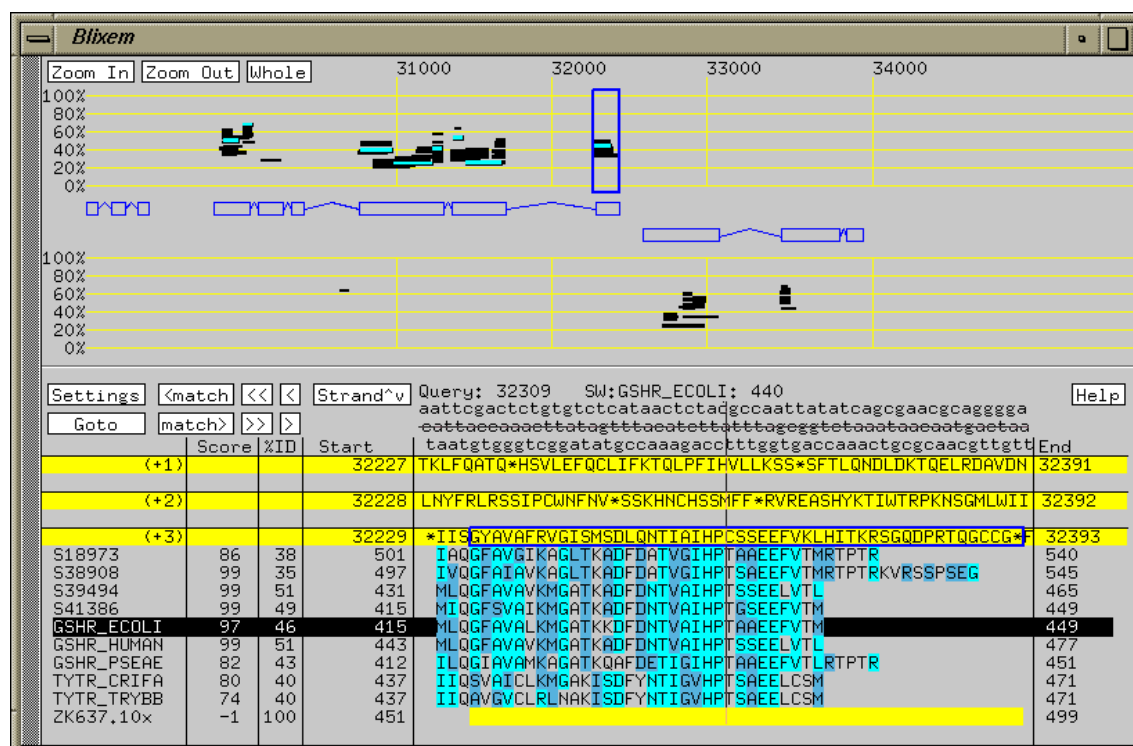 Blixem
Zoom In Zoom Out Whole 31000 32000 33000 34000
100%
80%
60%
40%
20%
0%
100%
80%
60%
40%
20%
0%
Settings <match << < Strand^v Query: 32309 SW:GSHR_ECOLI: 440 Help
aattcgactctgtgtctcataactctacgccaattatatcagcgaacgcagggga
Goto match> >> >
Score %ID Start taatgtgggtcggatatgccaaagacctttggtgaccaaactgcgcaacgttgtt End
(+1) 32227 TKLFQATQ*HSVLEFQCLIFKTQLPFIHVLLKSS*SFTLQNDLDKTQELRDAVDN 32391
(+2) 32228 LNYFRLRSSIPCWNFNV*SSKHNCHSSMFF*RVREASHYKTIWTRPKNSGMLWII 32392
(+3) 32229 *IISGYAVAFRVGISMSDLQNTIAIHPCSSEEFVKLHITKRSGQDPRTQGCCG*F 32393
S18973 86 38 501 IAQGFAVGIKAGLTKADFDATVGIHPTSAEEFVTMRTPTR 540
S38908 99 35 497 IVQGFAIAVKAGLTKADFDATVGIHPTSAEEFVTMRTPTRKVRSSPSEG 545
S39494 99 51 431 MLQGFAVAVKMGATKADFDNTVAIHPTSSEELVTL 465
S41386 99 49 415 MIQGFSVAIKMGATKADFDNTVAIHPTSSEEFVTM 449
GSHR_ECOLI 97 46 415 MLQGFAVALKMGATKKDFDNTVAIHPTAAEEFVTM 449
GSHR_HUMAN 99 51 443 MLQGFAVAVKMGATKADFDNTVAIHPTSSEELVTL 477
GSHR_PSEAE 82 43 412 ILQGIAVAMKAGATKQAFDETIGIHPTAAEEFVTLRTPTR 451
TYTR_CRIFA 80 40 437 IIQSVAICLKMGAKISDFYNTIGVHPTSAEELCSM 471
TYTR_TRYBB 74 40 437 IIQAVGVCLRLNAKISDFYNTIGVHPTSAEELCSM 471
ZK637.10x -1 100 451 499